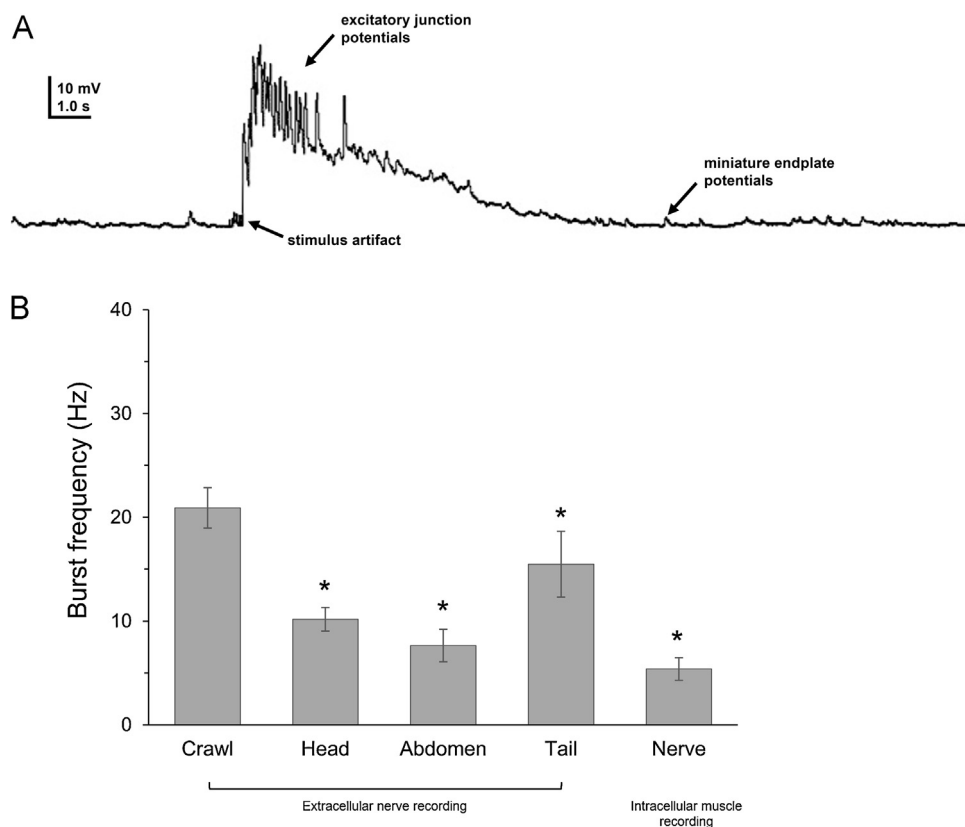 A
excitatory junction
potentials
10 mV
1.0 s
miniature endplate
potentials
stimulus artifact
B
Burst frequency (Hz)
40
30
20
10
0
*
*
*
*
Crawl Head Abdomen Tail Nerve
Extracellular nerve recording
Intracellular muscle
recording